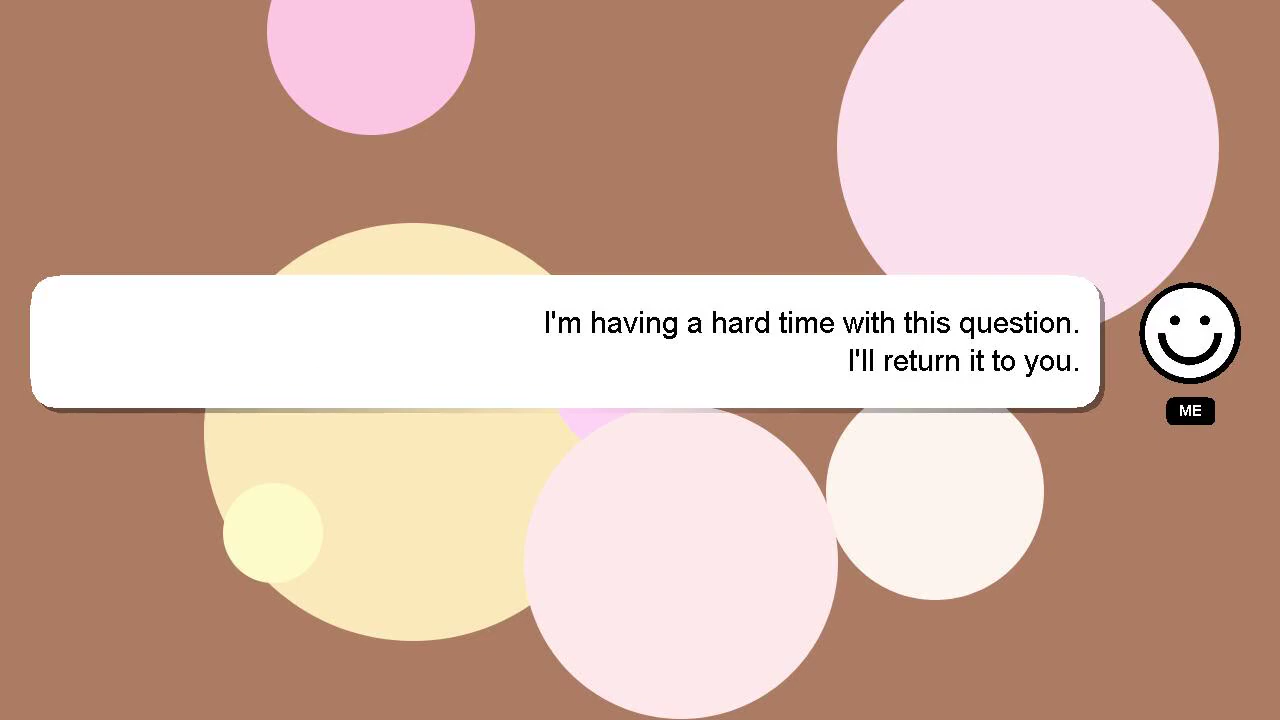 I'm having a hard time with this question.
I'll return it to you.
ME